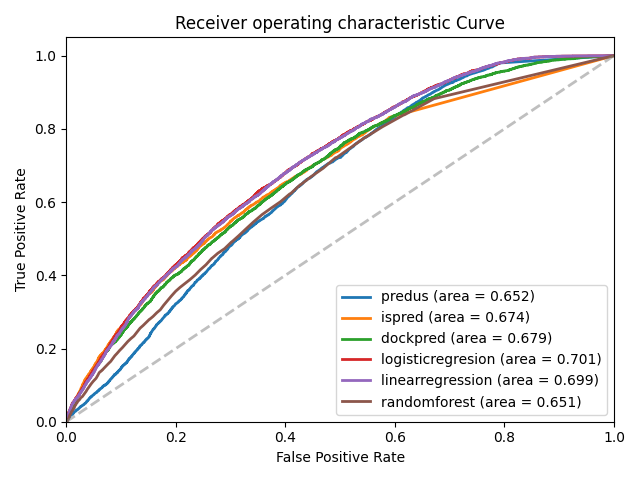 Receiver operating characteristic Curve
True Positive Rate
1.0
0.8
0.6
0.4
0.2
0.0
predus (area = 0.652)
ispred (area = 0.674)
dockpred (area = 0.679)
logisticregresion (area = 0.701)
linearregression (area = 0.699)
randomforest (area = 0.651)
0.0 0.2 0.4 0.6 0.8 1.0
False Positive Rate